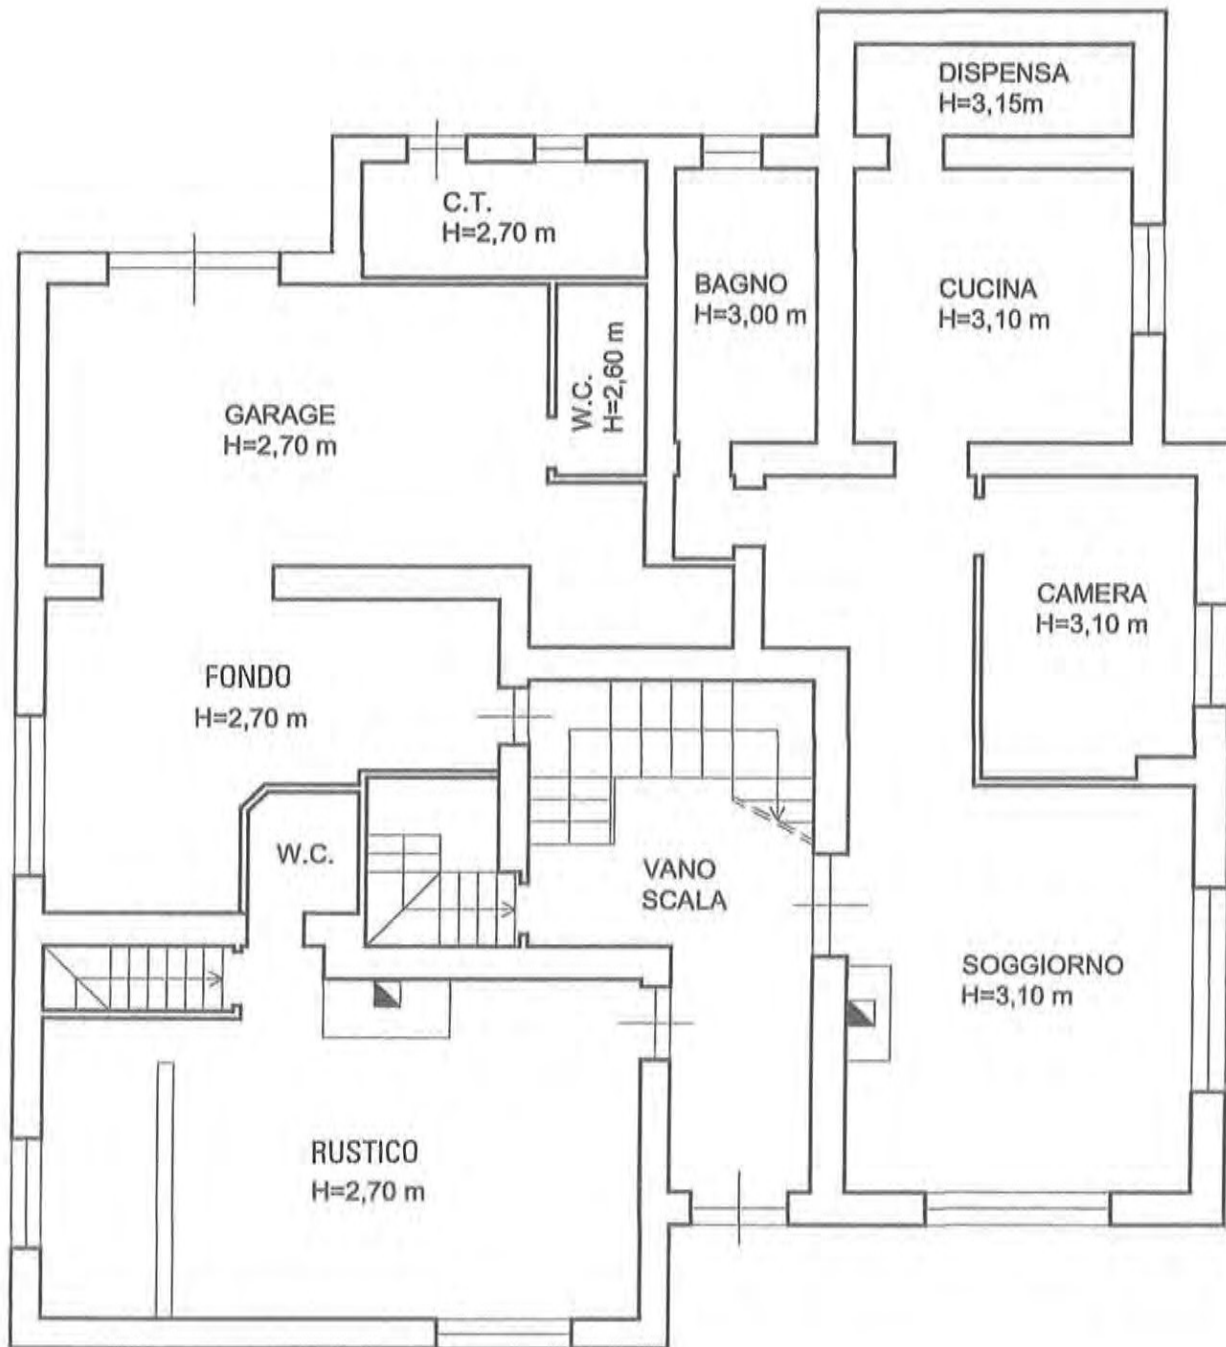 DISPENSA
H=3,15m
C.T.
H=2,70 m
BAGNO
H=3,00 m
CUCINA
H=3,10 m
W.C.
H=2,60 m
GARAGE
H=2,70 m
CAMERA
H=3,10 m
FONDO
H=2,70 m
W.C.
VANO
SCALA
SOGGIORNO
H=3,10 m
RUSTICO
H=2,70 m